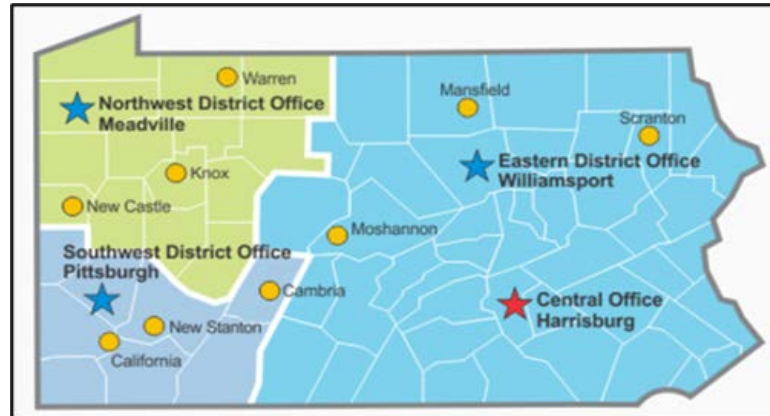 Warren
Northwest District Office
Meadville
Mansfield
Scranton
Eastern District Office
Williamsport
Knox
New Castle
Moshannon
Southwest District Office
Pittsburgh
Cambria
Central Office
Harrisburg
New Stanton
California